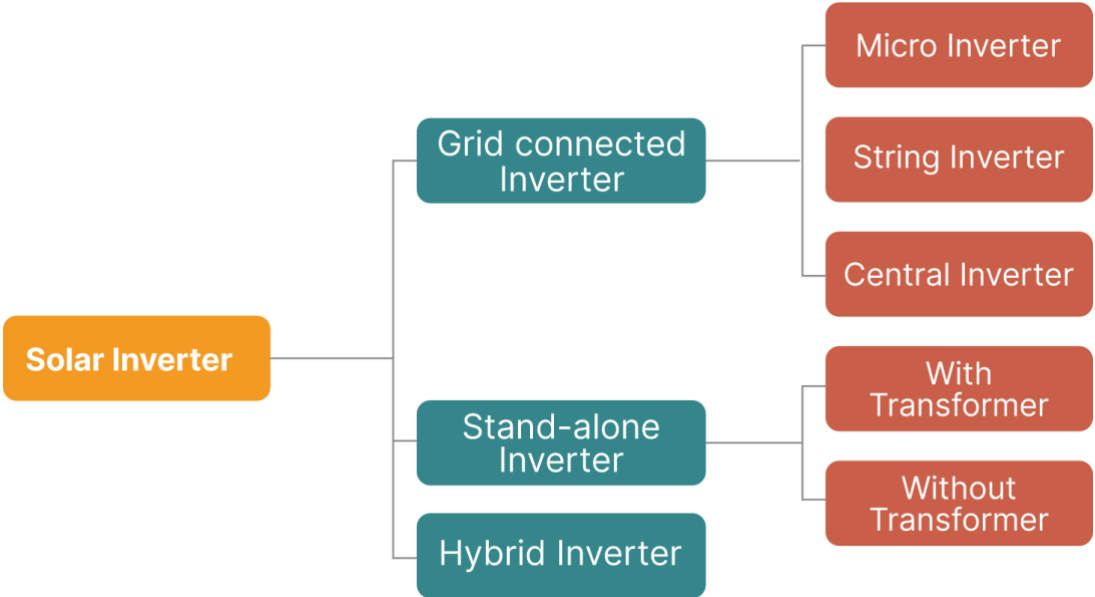 Solar Inverter
Grid connected
Inverter
Micro Inverter
String Inverter
Central Inverter
Stand-alone
Inverter
With
Transformer
Without
Transformer
Hybrid Inverter